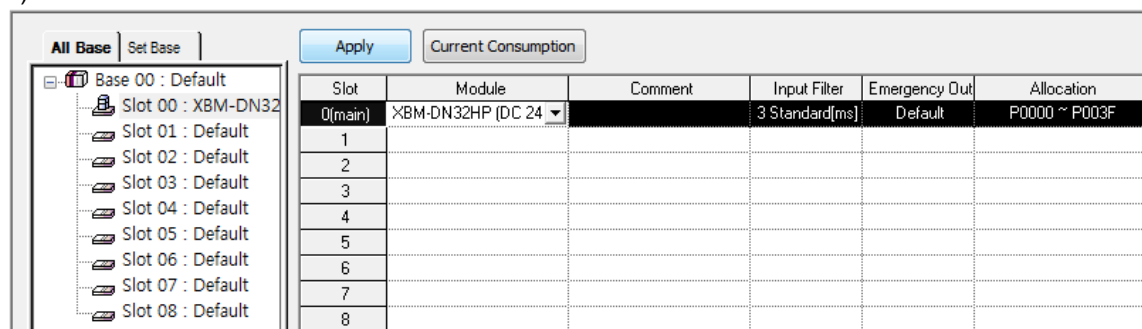 )
All Base Set Base
Apply Current Consumption
Base 00 : Default
Slot 00 : XBM-DN32
Slot 01 : Default
Slot 02 : Default
Slot 03 : Default
Slot 04 : Default
Slot 05 : Default
Slot 06 : Default
Slot 07 : Default
Slot 08 : Default
Slot Module Comment Input Filter Emergency Out Allocation
0(main) XBM-DN32HP (DC 24 3 Standard[ms] Default P0000 ~ P003F
1
2
3
4
5
6
7
8